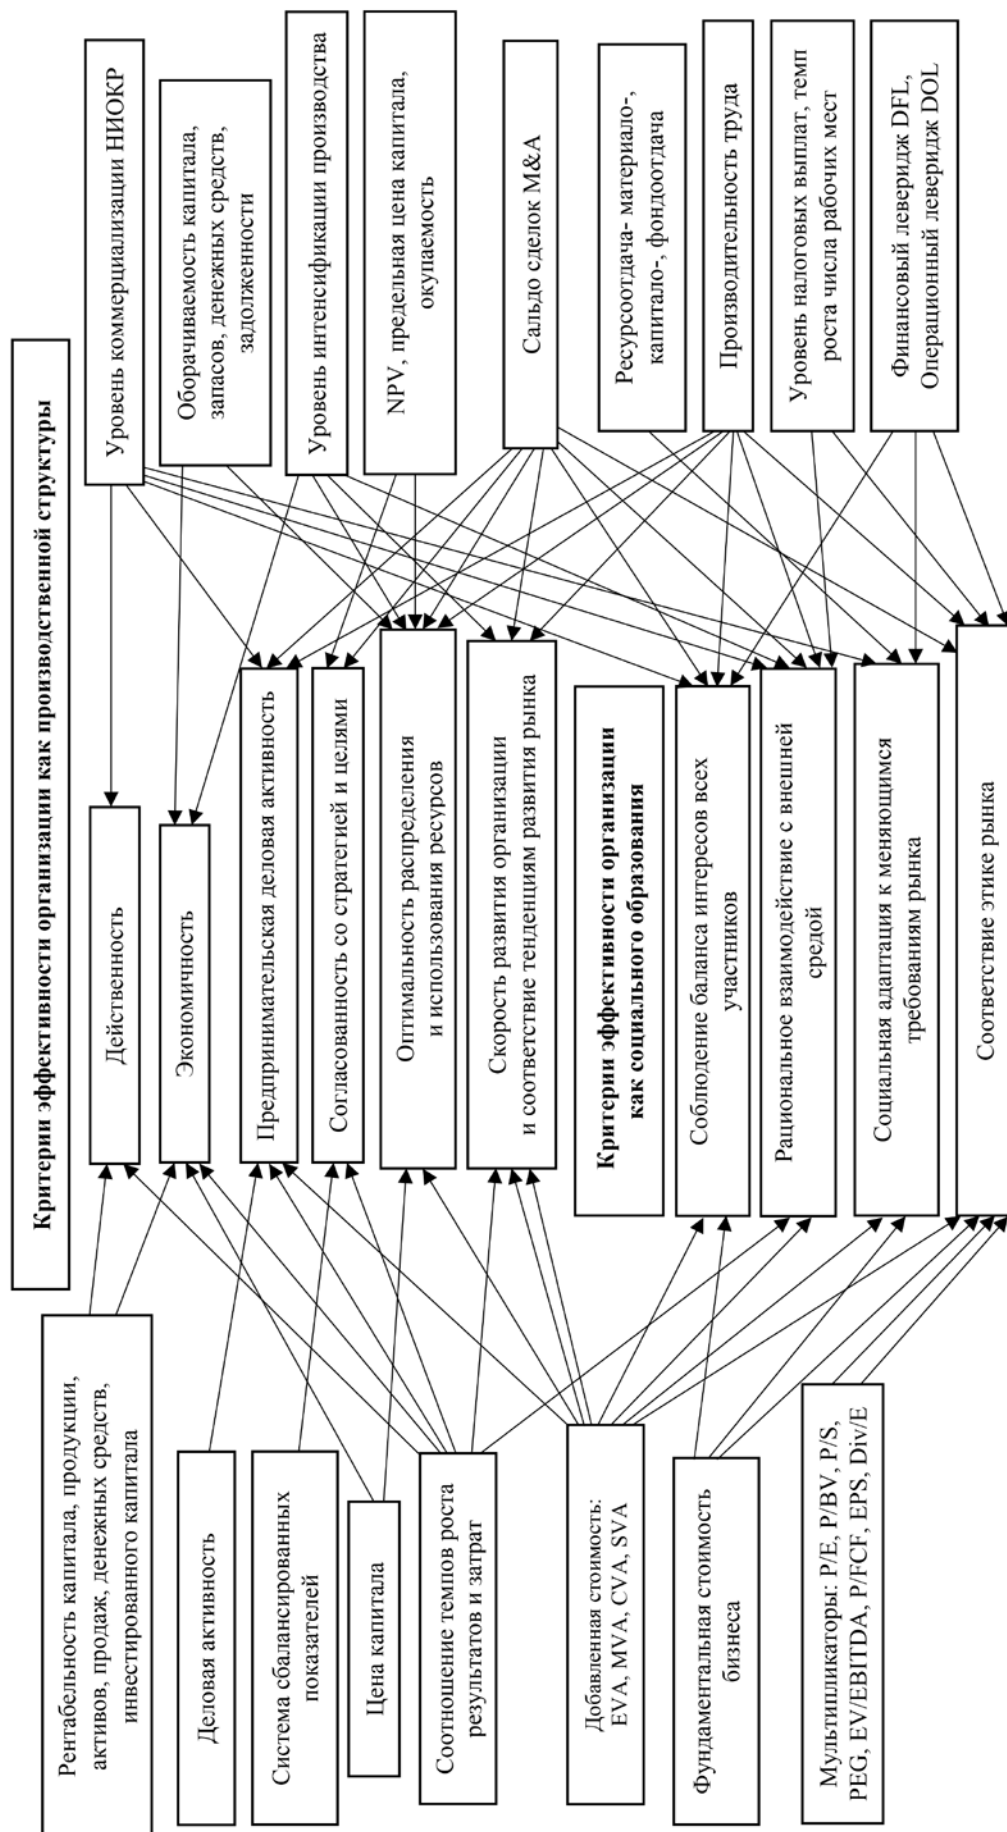 Критерии эффективности организации как производственной структуры
Рентабельность капитала, продукции,
активов, продаж, денежных средств,
инвестированного капитала
Деловая активность
Система сбалансированных
показателей
Цена капитала
Соотношение темпов роста
результатов и затрат
Добавленная стоимость:
EVA, MVA, CVA, SVA
Фундаментальная стоимость
бизнеса
Мультипликаторы: P/E, P/BV, P/S,
PEG, EV/EBITDA, P/FCF, EPS, Div/E
Действенность
Экономичность
Предпринимательская деловая активность
Согласованность со стратегией и целями
Оптимальность распределения
и использования ресурсов
Скорость развития организации
и соответствие тенденциям развития рынка
Критерии эффективности организации
как социального образования
Соблюдение баланса интересов всех
участников
Рациональное взаимодействие с внешней
средой
Социальная адаптация к меняющимся
требованиям рынка
Соответствие этике рынка
Уровень коммерциализации НИОКР
Оборачиваемость капитала,
запасов, денежных средств,
задолженности
Уровень интенсификации производства
NPV, предельная цена капитала,
окупаемость
Сальдо сделок M&A
Ресурсоотдача- материало-,
капитало-, фондоотдача
Производительность труда
Уровень налоговых выплат, темп
роста числа рабочих мест
Финансовый леверидж DFL,
Операционный леверидж DOL